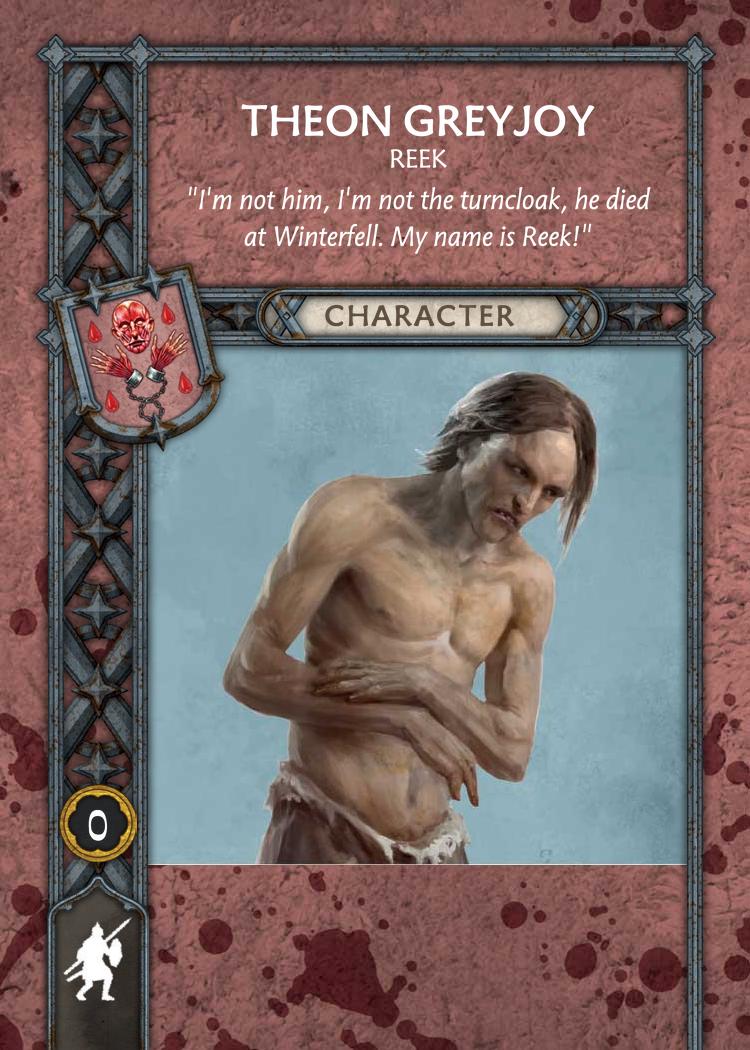 THEON GREYJOY
REEK
"I'm not him, I'm not the turncloak, he died
at Winterfell. My name is Reek!"
CHARACTER
0